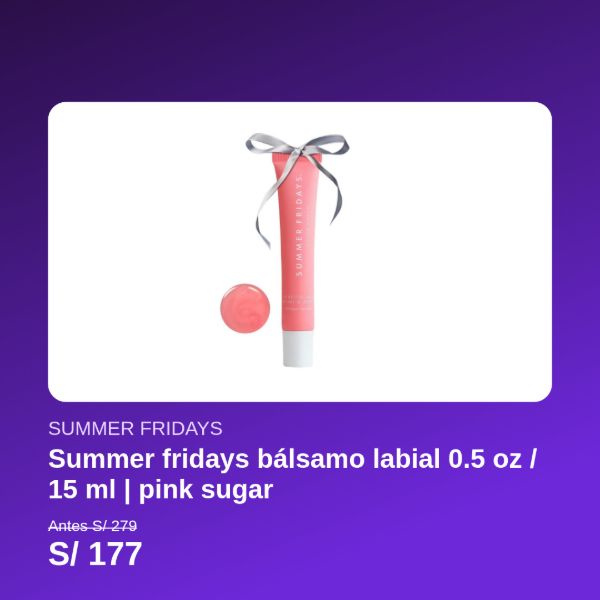 SUMMER FRIDAYS
SUMMER FRIDAYS
Summer fridays bálsamo labial 0.5 oz /
15 ml | pink sugar
Antes S/ 279
S/ 177